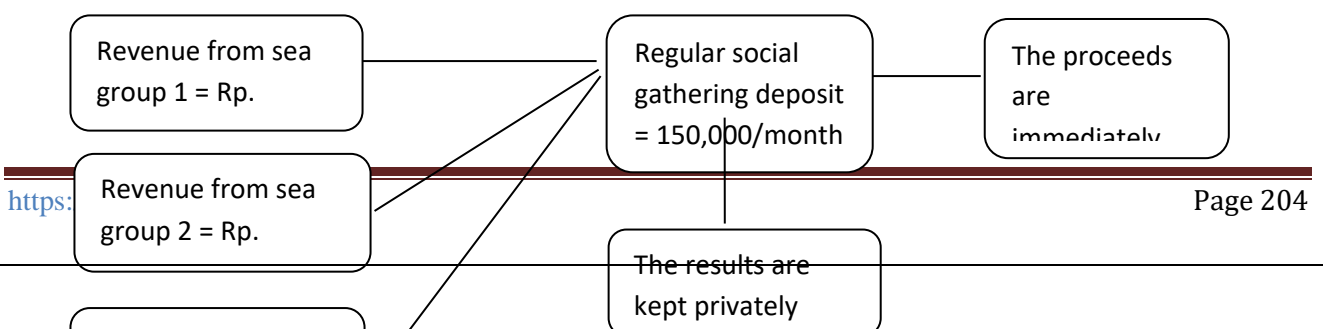 Revenue from sea
group 1 = Rp.
Regular social
gathering deposit
= 150,000/month
The proceeds
are
immediately
https:
Page 204
Revenue from sea
group 2 = Rp.
The results are
kept privately